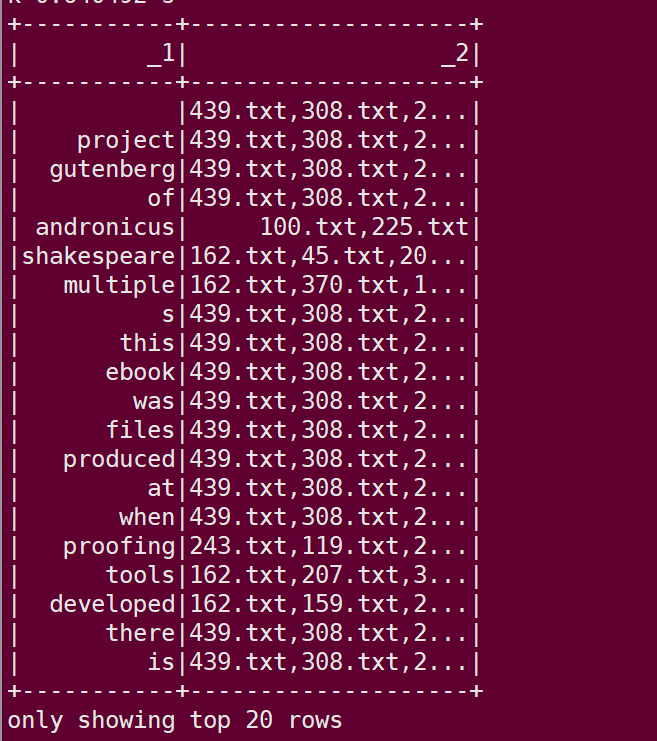 +-----------+--------------------+
|         _1|                  _2|
+-----------+--------------------+
|           |439.txt,308.txt,2...|
|    project|439.txt,308.txt,2...|
|  gutenberg|439.txt,308.txt,2...|
|         of|439.txt,308.txt,2...|
| andronicus|     100.txt,225.txt|
|shakespeare|162.txt,45.txt,20...|
|   multiple|162.txt,370.txt,1...|
|          s|439.txt,308.txt,2...|
|       this|439.txt,308.txt,2...|
|      ebook|439.txt,308.txt,2...|
|        was|439.txt,308.txt,2...|
|      files|439.txt,308.txt,2...|
|   produced|439.txt,308.txt,2...|
|         at|439.txt,308.txt,2...|
|       when|439.txt,308.txt,2...|
|   proofing|243.txt,119.txt,2...|
|      tools|162.txt,207.txt,3...|
|  developed|162.txt,159.txt,2...|
|      there|439.txt,308.txt,2...|
|         is|439.txt,308.txt,2...|
+-----------+--------------------+
only showing top 20 rows